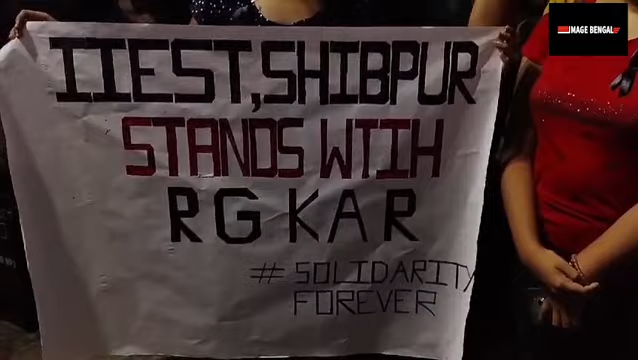 IMAGE BENGAL
IIEST,SHIBPUR
STANDS WTIH
RG KAR
# SOLIDARITY
FOREVER